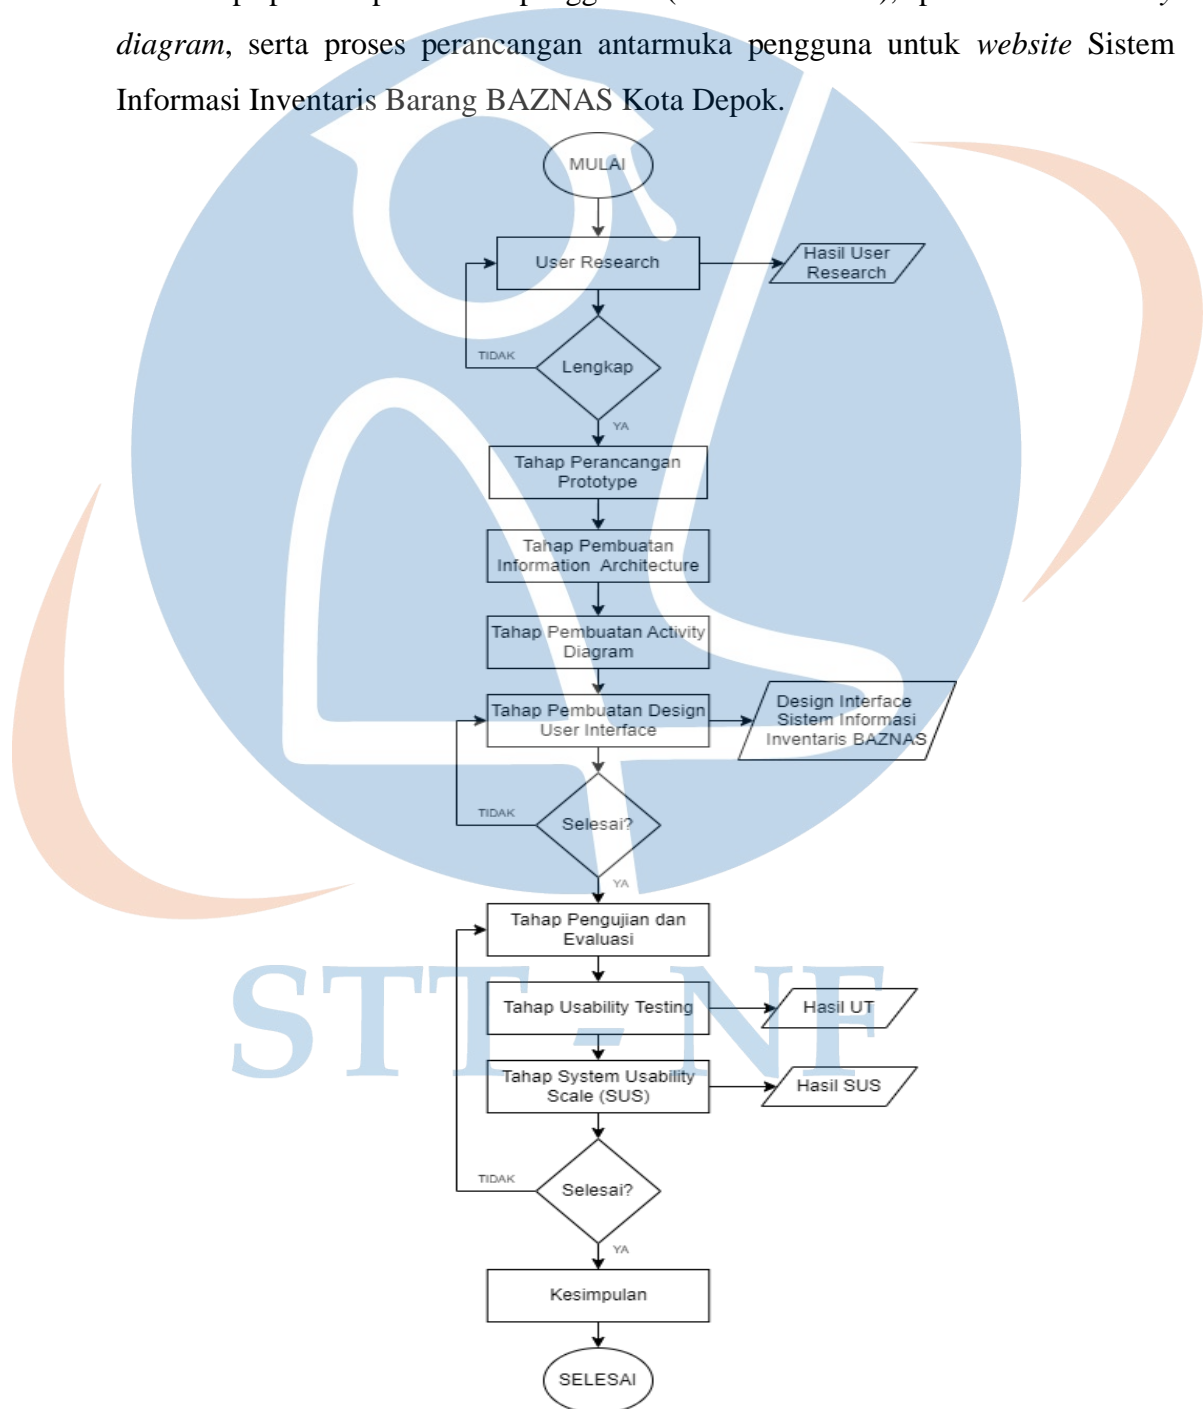 diagram, serta proses perancangan antarmuka pengguna untuk website Sistem
Informasi Inventaris Barang BAZNAS Kota Depok.
MULAI
User Research
Hasil User
Research
TIDAK
Lengkap
YA
Tahap Perancangan
Prototype
Tahap Pembuatan
Information Architecture
Tahap Pembuatan Activity
Diagram
Tahap Pembuatan Design
User Interface
Design Interface
Sistem Informasi
Inventaris BAZNAS
TIDAK
Selesai?
YA
Tahap Pengujian dan
Evaluasi
STT - NF
Tahap Usability Testing
Hasil UT
Tahap System Usability
Scale (SUS)
Hasil SUS
TIDAK
Selesai?
YA
Kesimpulan
SELESAI